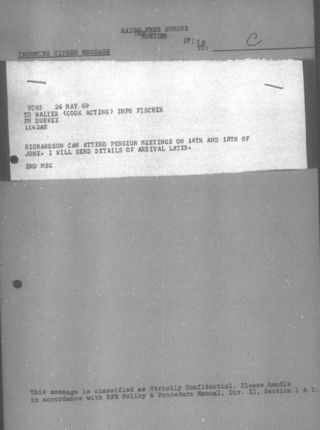 RADIO FREE EUROPE
MUNICH
TO:
C
INCOMING CIPHER MESSAGE
YC65 26 MAY 69
TO WALTER (COOK ACTING) INFO FISCHER
FM DURKEE
1142AM
RICHARDSON CAN ATTEND PENSION MEETINGS ON 16TH AND 18TH OF
JUNE. I WILL SEND DETAILS OF ARRIVAL LATER.
END MSG
This message is classified as Strictly Confidential. Please handle
in accordance with RFE Policy & Procedure Manual, Div. XI, Section 1 & 2.